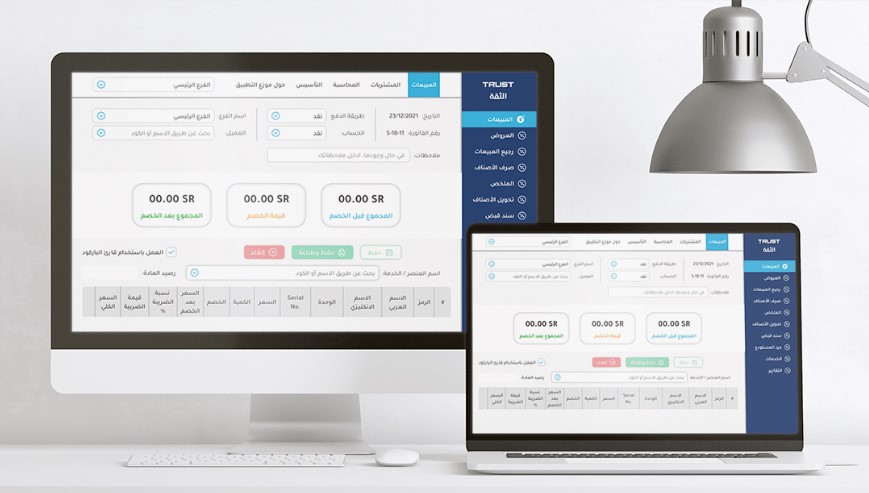 TRUST
الثقة
المبيعات
العروض
رجيع المبيعات
صرف الأصناف
الملخص
تحويل الأصناف
سند قبض
المبيعات المشتريات المحاسبة التأسيس حول موزع التطبيق الفرع الرئيسي
التاريخ: 23/12/2021 طريقة الدفع: نقد اسم الفرع: الفرع الرئيسي
رقم الفاتورة: 11-18-5 الحساب: نقد العميل: بحث عن طريق الاسم أو الكود
ملاحظات: في حال وجودها، ادخل ملاحظاتك
00.00 SR
المجموع قبل الخصم
00.00 SR
قيمة الخصم
00.00 SR
المجموع بعد الخصم
حفظ حفظ وطباعة إلغاء العمل باستخدام قارئ الباركود
اسم العنصر / الخدمة: بحث عن طريق الاسم أو الكود رصيد المادة:
# الرمز الاسم العربي الاسم الانكليزي الوحدة Serial No. السعر الكمية الخصم السعر بعد الخصم نسبة الضريبة % قيمة الضريبة السعر الكلي
TRUST
الثقة
المبيعات
العروض
رجيع المبيعات
صرف الأصناف
الملخص
تحويل الأصناف
سند قبض
جرد المستودع
الخدمات
التقارير
المبيعات المشتريات المحاسبة التأسيس حول موزع التطبيق الفرع الرئيسي
التاريخ: 23/12/2021 طريقة الدفع: نقد اسم الفرع: الفرع الرئيسي
رقم الفاتورة: 11-18-5 الحساب: نقد العميل: بحث عن طريق الاسم أو الكود
ملاحظات: في حال وجودها، ادخل ملاحظاتك
00.00 SR
المجموع قبل الخصم
00.00 SR
قيمة الخصم
00.00 SR
المجموع بعد الخصم
حفظ حفظ وطباعة إلغاء العمل باستخدام قارئ الباركود
اسم العنصر / الخدمة: بحث عن طريق الاسم أو الكود رصيد المادة:
# الرمز الاسم العربي الاسم الانكليزي الوحدة Serial No. السعر الكمية الخصم السعر بعد الخصم نسبة الضريبة % قيمة الضريبة السعر الكلي